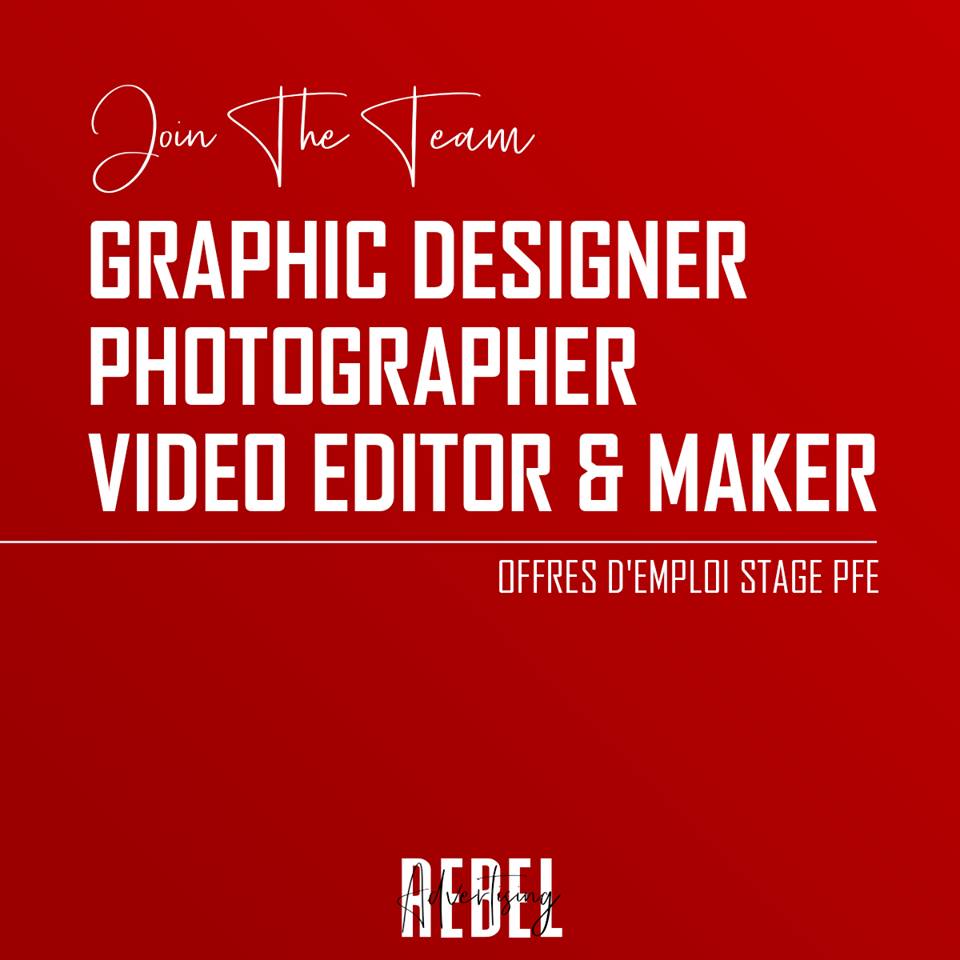 Join The Team
GRAPHIC DESIGNER
PHOTOGRAPHER
VIDEO EDITOR & MAKER
OFFRES D'EMPLOI STAGE PFE
REBEL
Advertising